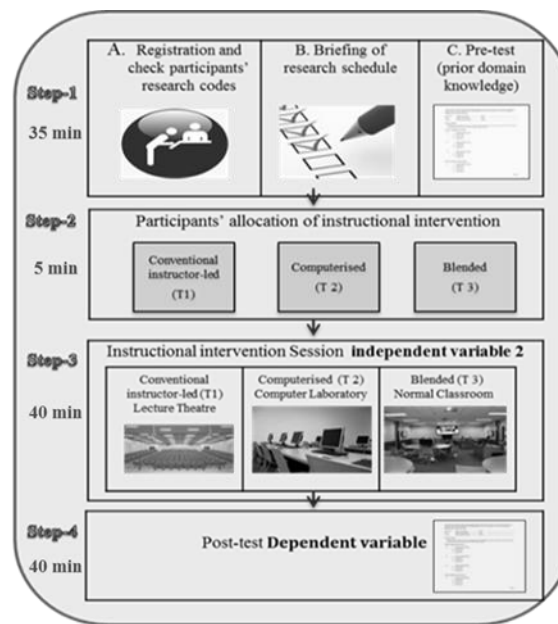 A. Registration and
check participants'
research codes
B. Briefing of
research schedule
C. Pre-test
(prior domain
knowledge)
Step-1
35 min
Step-2
5 min
Participants' allocation of instructional intervention
Conventional
instructor-led
(T1)
Computerised
(T 2)
Blended
(T 3)
Step-3
40 min
Instructional intervention Session independent variable 2
Conventional
instructor-led (T1)
Lecture Theatre
Computerised (T 2)
Computer Laboratory
Blended (T 3)
Normal Classroom
Step-4
40 min
Post-test Dependent variable